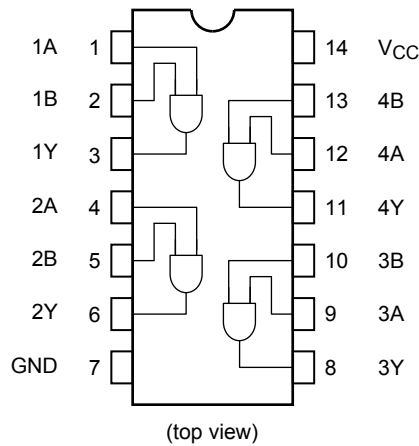 1A 1 14 VCC
1B 2 13 4B
1Y 3 12 4A
2A 4 11 4Y
2B 5 10 3B
2Y 6 9 3A
GND 7 8 3Y
(top view)